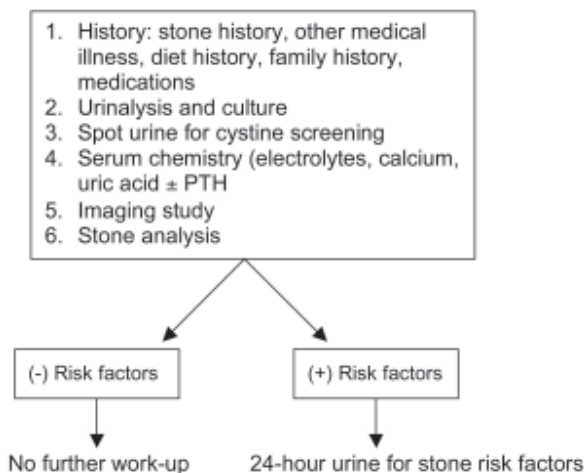 1. History: stone history, other medical
illness, diet history, family history,
medications
2. Urinalysis and culture
3. Spot urine for cystine screening
4. Serum chemistry (electrolytes, calcium,
uric acid ± PTH
5. Imaging study
6. Stone analysis
(-) Risk factors
(+) Risk factors
No further work-up
24-hour urine for stone risk factors